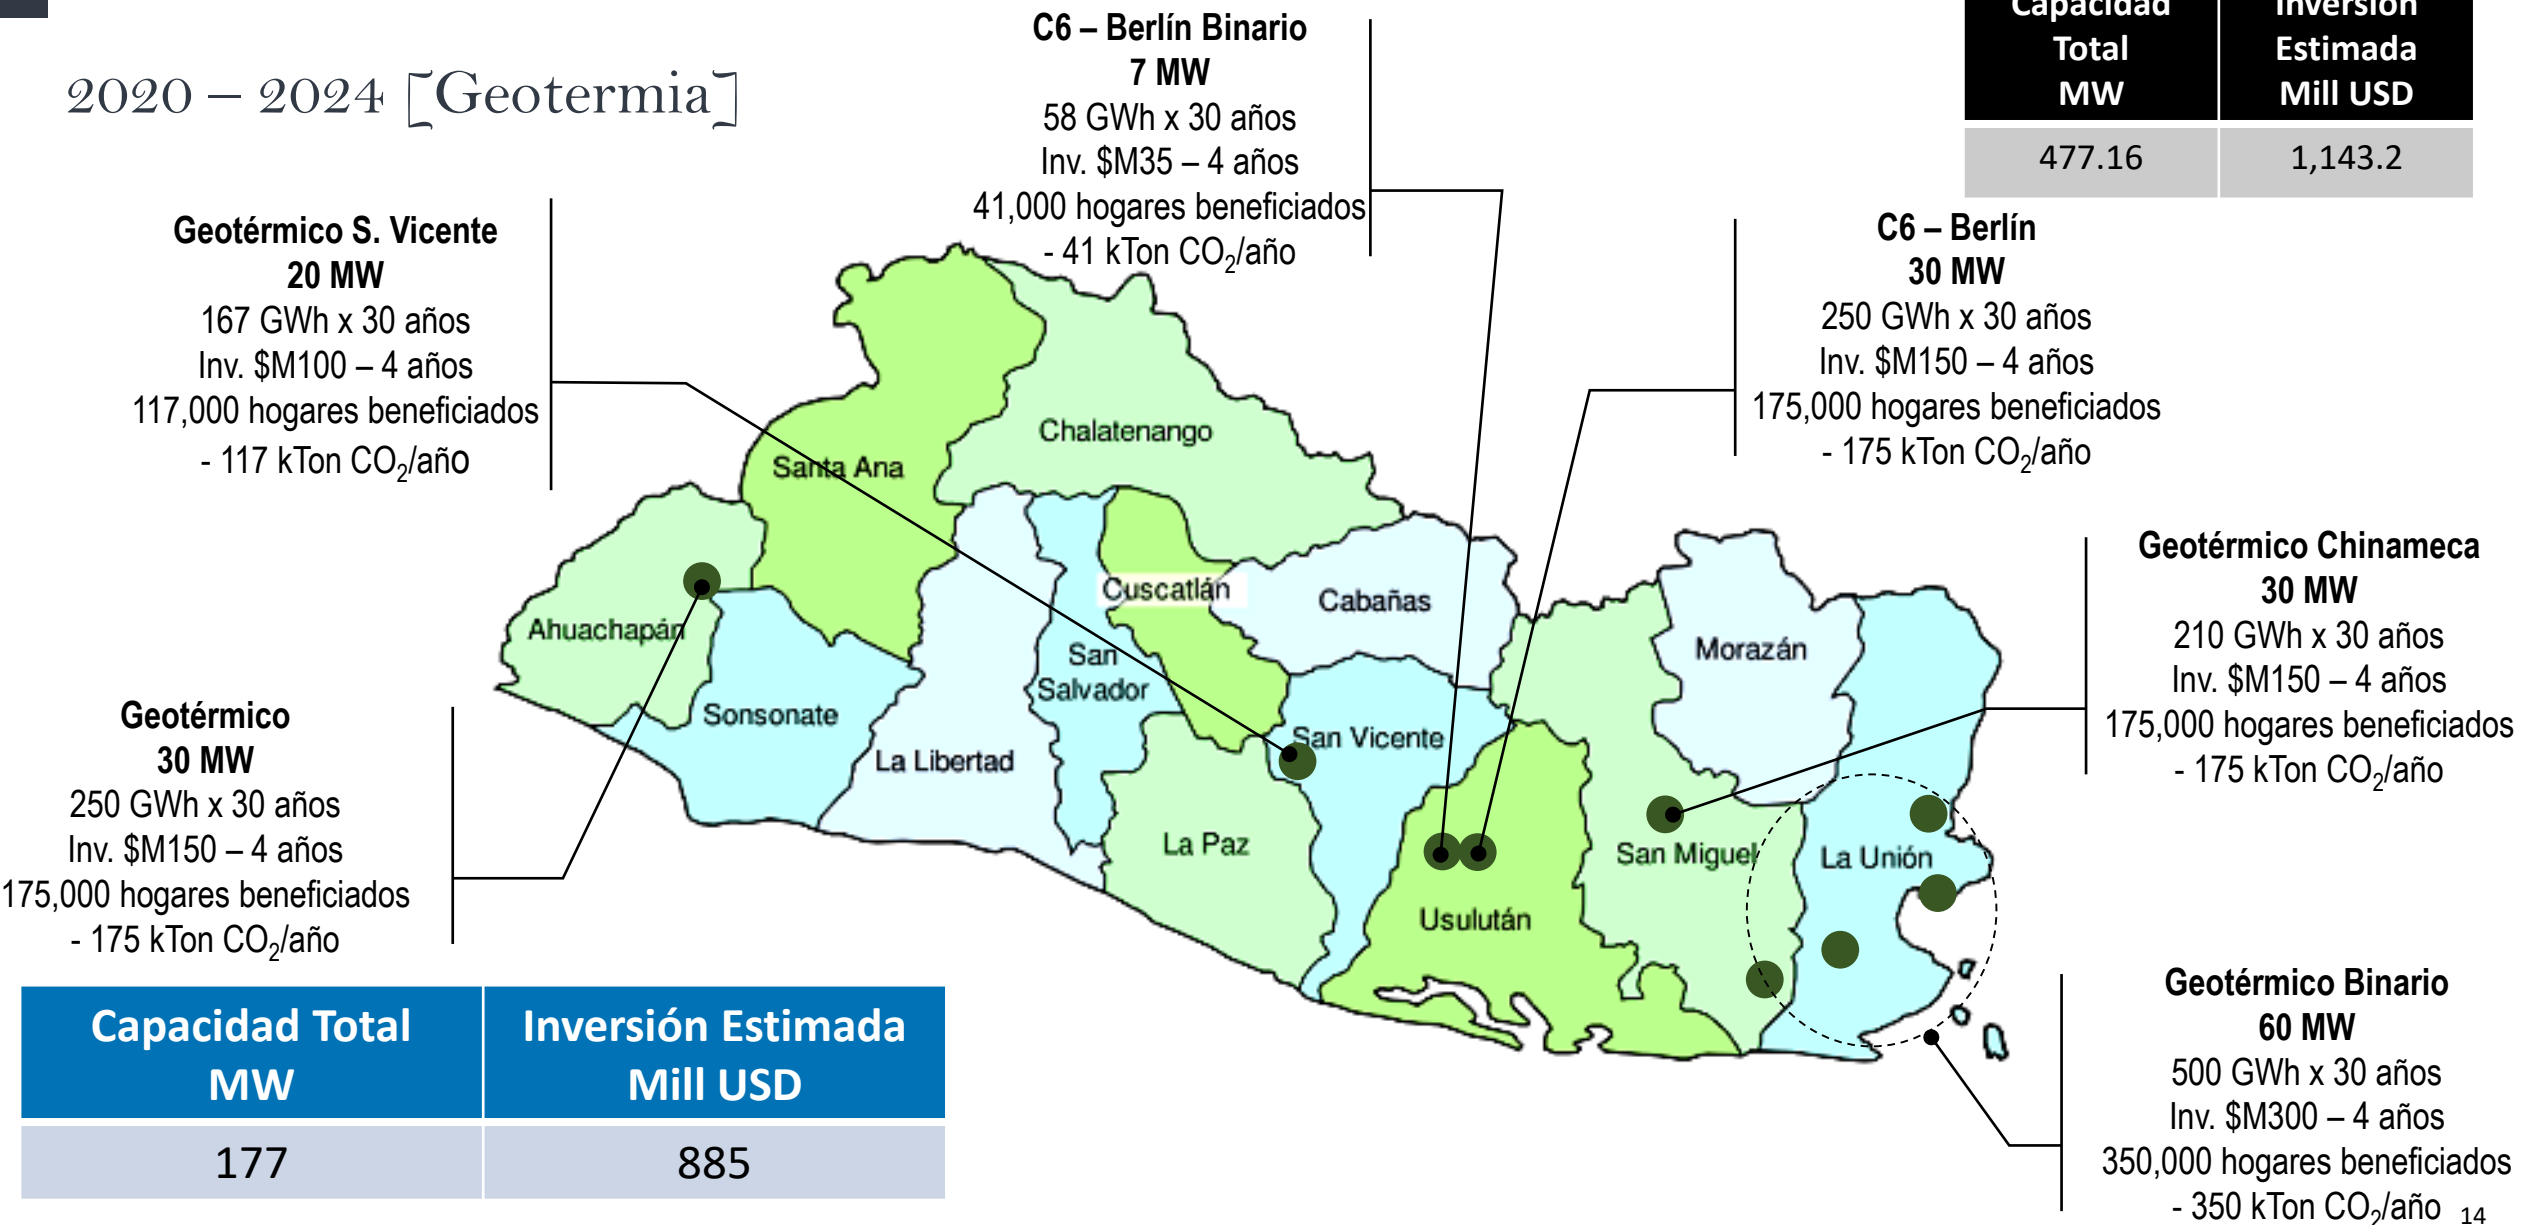 2020 – 2024 [Geotermia]
C6 – Berlín Binario
7 MW
58 GWh x 30 años
Inv. $M35 – 4 años
41,000 hogares beneficiados
- 41 kTon CO₂/año
Capacidad
Total
MW
Inversión
Estimada
Mill USD
477.16
1,143.2
Geotérmico S. Vicente
20 MW
167 GWh x 30 años
Inv. $M100 – 4 años
117,000 hogares beneficiados
- 117 kTon CO₂/año
C6 – Berlín
30 MW
250 GWh x 30 años
Inv. $M150 – 4 años
175,000 hogares beneficiados
- 175 kTon CO₂/año
Geotérmico Chinameca
30 MW
210 GWh x 30 años
Inv. $M150 – 4 años
175,000 hogares beneficiados
- 175 kTon CO₂/año
Geotérmico
30 MW
250 GWh x 30 años
Inv. $M150 – 4 años
175,000 hogares beneficiados
- 175 kTon CO₂/año
Geotérmico Binario
60 MW
500 GWh x 30 años
Inv. $M300 – 4 años
350,000 hogares beneficiados
- 350 kTon CO₂/año
Chalatenango
Santa Ana
Ahuachapán
Sonsonate
La Libertad
San
Salvador
Cuscatlán
Cabañas
San Vicente
La Paz
Usulután
San Miguel
Morazán
La Unión
Capacidad Total
MW
Inversión Estimada
Mill USD
177
885
14